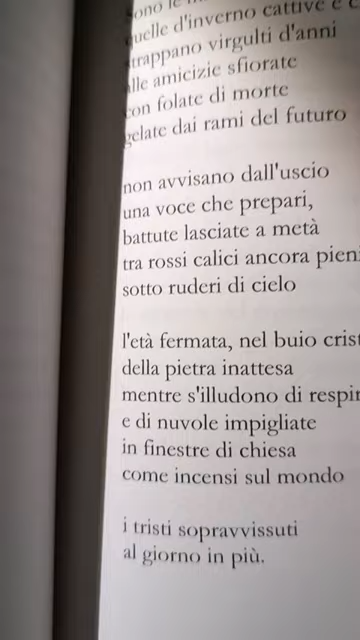 quelle d'inverno cattive e
strappano virgulti d'anni
alle amicizie sfiorate
con folate di morte
gelate dai rami del futuro
non avvisano dall'uscio
una voce che prepari,
battute lasciate a metà
tra rossi calici ancora pieni
sotto ruderi di cielo
l'età fermata, nel buio
della pietra inattesa
mentre s'illudono di
e di nuvole impigliate
in finestre di chiesa
come incensi sul mondo
i tristi sopravvissuti
al giorno in più.